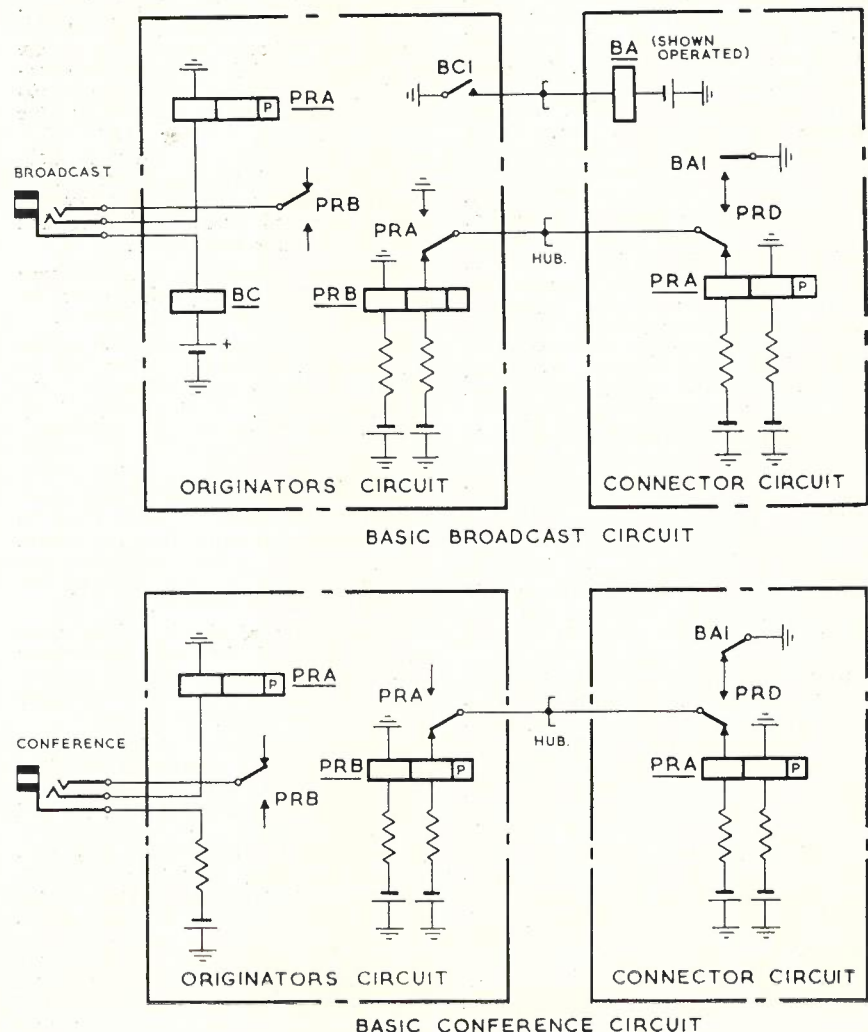 BA (SHOWN OPERATED)
BC1
P PRA
BROADCAST
BA1
PRB
PRD
PRA
HUB.
PRB
PRA P
BC
+
ORIGINATORS CIRCUIT
CONNECTOR CIRCUIT
BASIC BROADCAST CIRCUIT
BA1
P PRA
PRA
PRD
CONFERENCE
HUB.
PRB P
PRA P
PRB
ORIGINATORS CIRCUIT
CONNECTOR CIRCUIT
BASIC CONFERENCE CIRCUIT